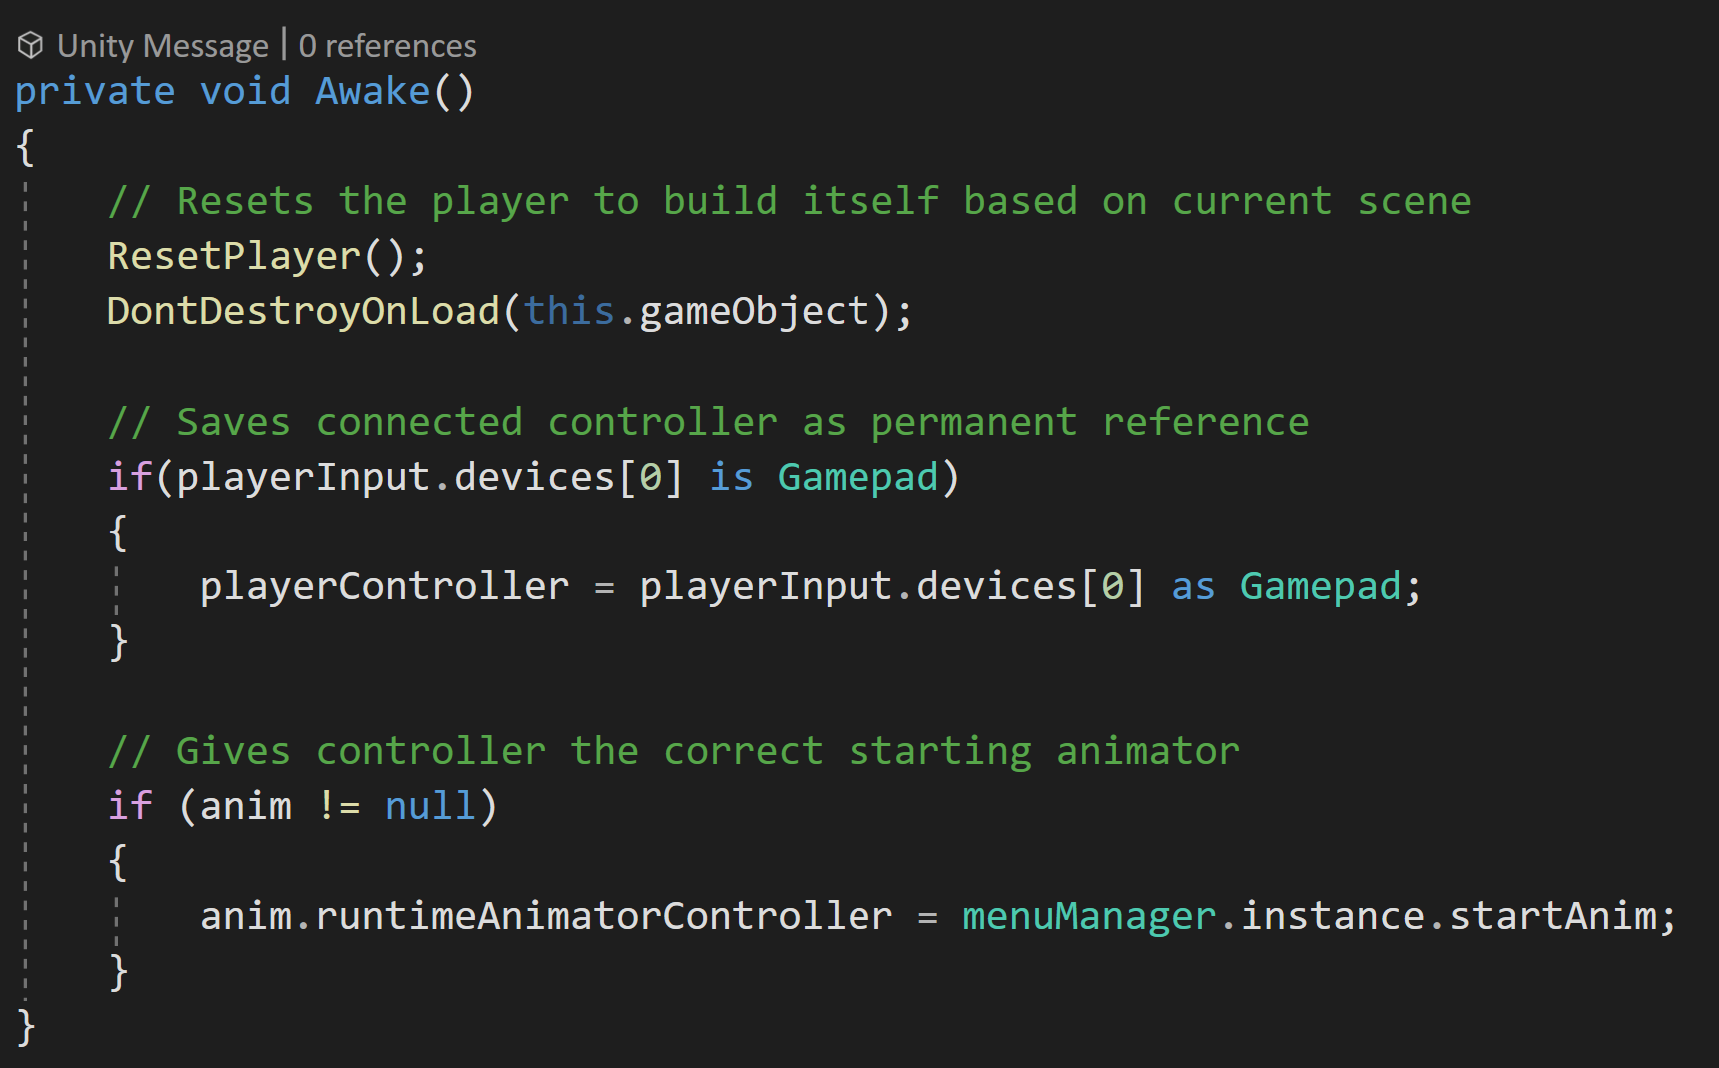 Unity Message | 0 references
private void Awake()
{
    // Resets the player to build itself based on current scene
    ResetPlayer();
    DontDestroyOnLoad(this.gameObject);

    // Saves connected controller as permanent reference
    if(playerInput.devices[0] is Gamepad)
    {
        playerController = playerInput.devices[0] as Gamepad;
    }

    // Gives controller the correct starting animator
    if (anim != null)
    {
        anim.runtimeAnimatorController = menuManager.instance.startAnim;
    }
}